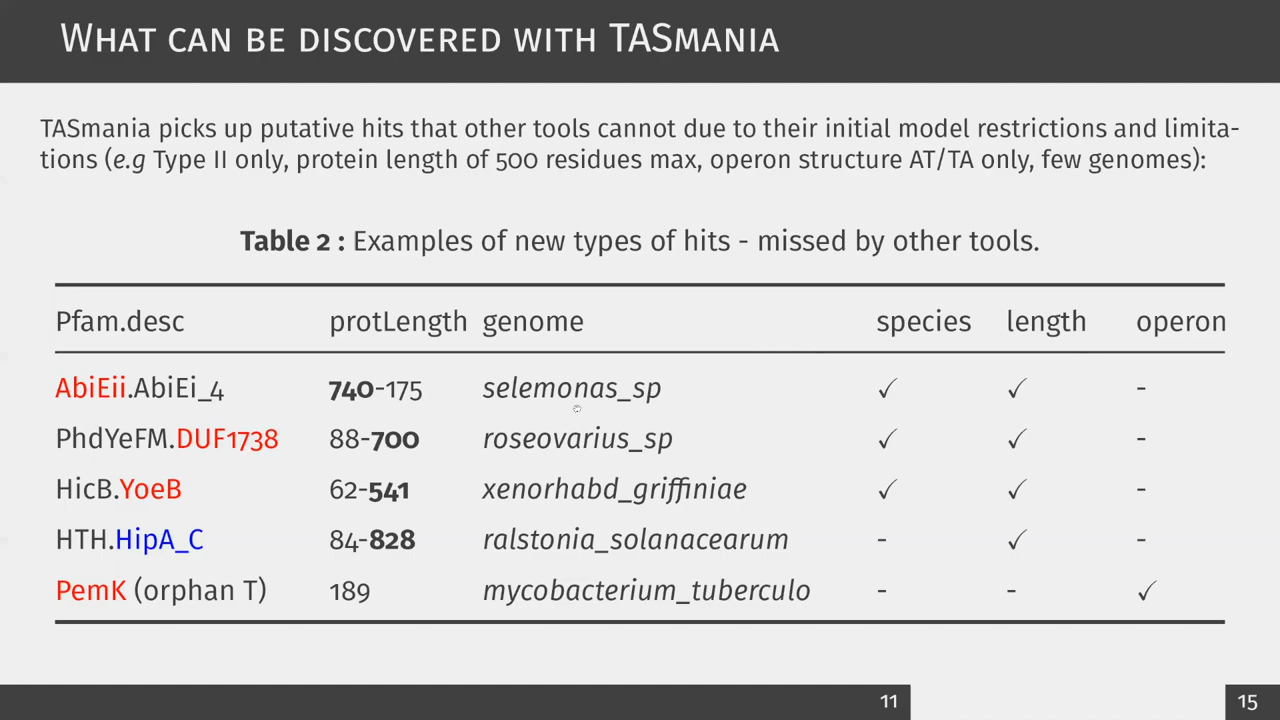 WHAT CAN BE DISCOVERED WITH TASMANIA
TASmania picks up putative hits that other tools cannot due to their initial model restrictions and limita-
tions (e.g Type II only, protein length of 500 residues max, operon structure AT/TA only, few genomes):
Table 2 : Examples of new types of hits - missed by other tools.
Pfam.desc protLength genome species length operon
AbiEii.AbiEi_4 740-175 selemonas_sp ✓ ✓ -
PhdYeFM.DUF1738 88-700 roseovarius_sp ✓ ✓ -
HicB.YoeB 62-541 xenorhabd_griffiniae ✓ ✓ -
HTH.HipA_C 84-828 ralstonia_solanacearum - ✓ -
PemK (orphan T) 189 mycobacterium_tuberculo - - ✓
11 15